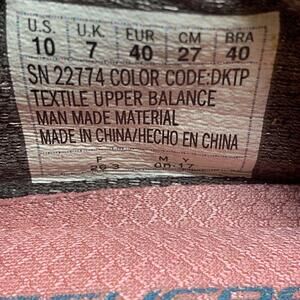 U.S. U.K. EUR CM BRA
10 7 40 27 40
SN 22774 COLOR CODE:DKTP
TEXTILE UPPER BALANCE
MAN MADE MATERIAL
MADE IN CHINA/HECHO EN CHINA
F M Y